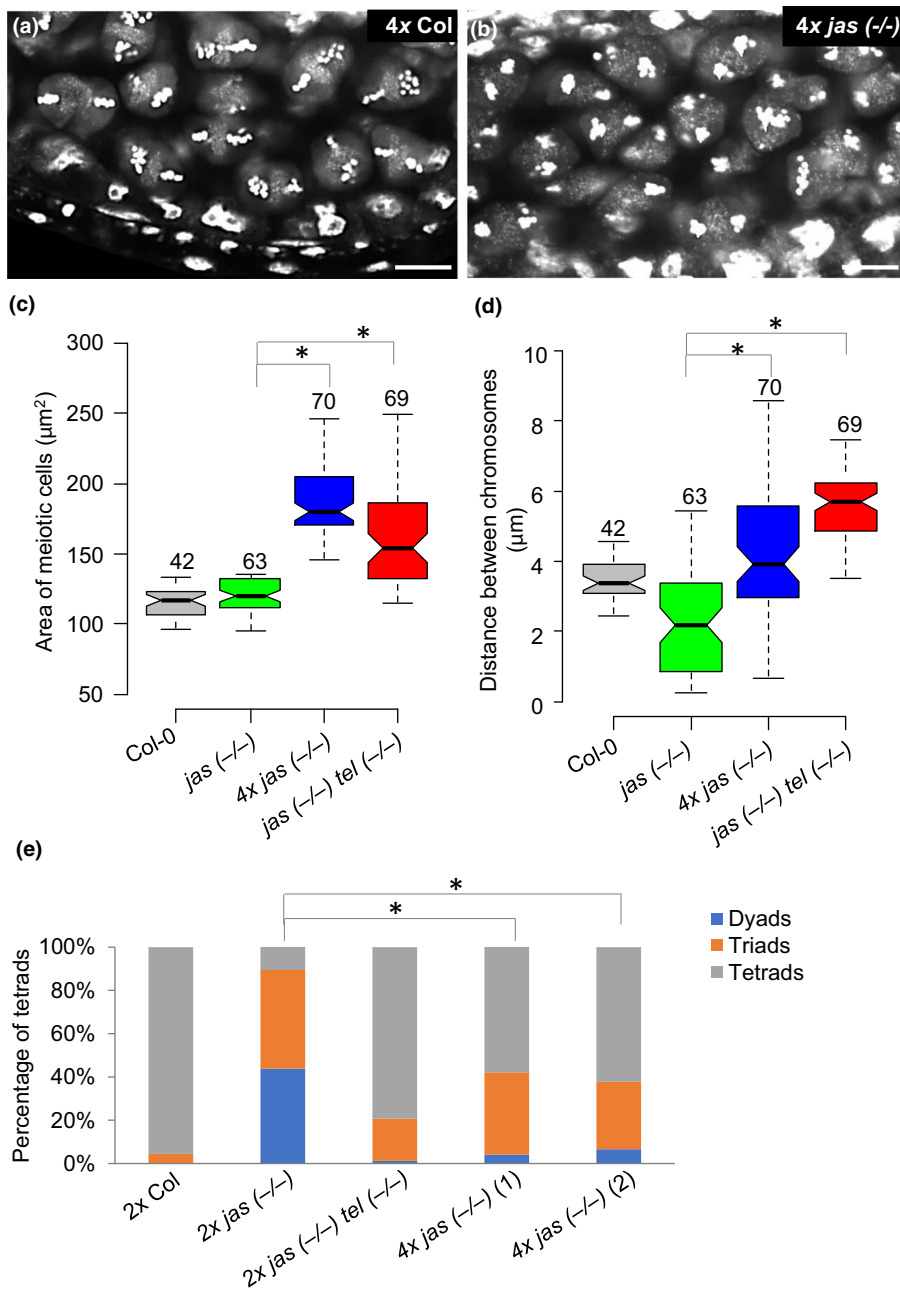 (a)
4x Col
(b)
4x jas (-/-)
(c)
Area of meiotic cells (µm²)
300
250
200
150
100
50
42
63
70
69
*
*
Col-0
jas (–/–)
4x jas (–/–)
jas (–/–) tel (–/–)
(d)
Distance between chromosomes
(µm)
10
8
6
4
2
0
42
63
70
69
*
*
Col-0
jas (–/–)
4x jas (–/–)
jas (–/–) tel (–/–)
(e)
Percentage of tetrads
100%
80%
60%
40%
20%
0%
*
*
2x Col
2x jas (–/–)
2x jas (–/–) tel (–/–)
4x jas (–/–) (1)
4x jas (–/–) (2)
Dyads
Triads
Tetrads